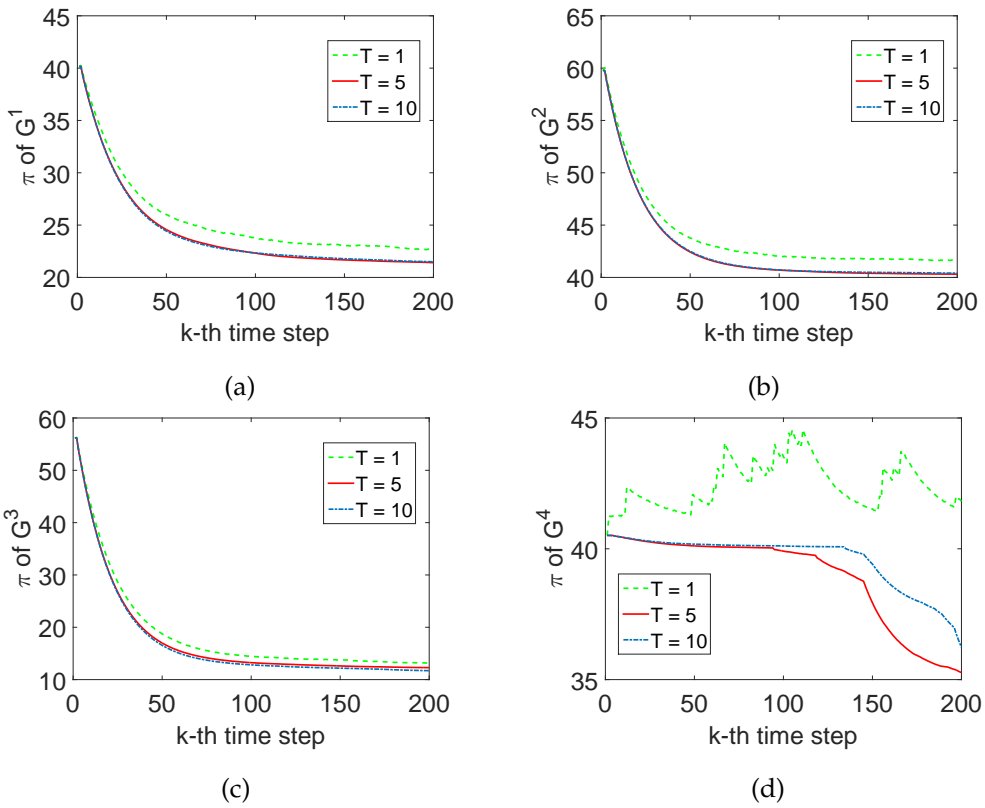 45
40
35
30
25
20
π of G¹
0 50 100 150 200
k-th time step
T = 1
T = 5
T = 10
(a)
65
60
55
50
45
40
π of G²
0 50 100 150 200
k-th time step
T = 1
T = 5
T = 10
(b)
60
50
40
30
20
10
π of G³
0 50 100 150 200
k-th time step
T = 1
T = 5
T = 10
(c)
45
40
35
π of G⁴
0 50 100 150 200
k-th time step
T = 1
T = 5
T = 10
(d)